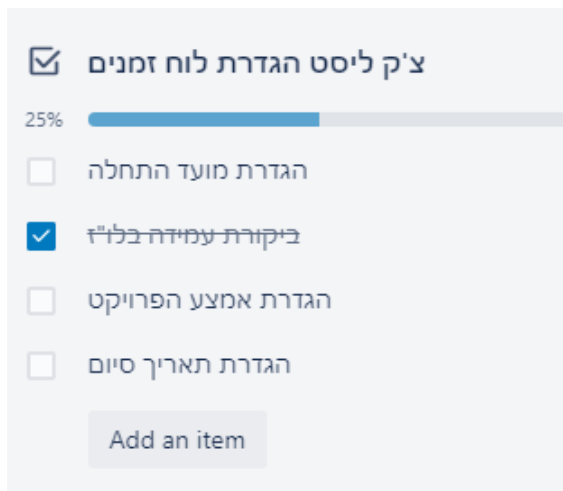 צ'ק ליסט הגדרת לוח זמנים
25%
הגדרת מועד התחלה
ביקורת עמידה בלו"ז
הגדרת אמצע הפרויקט
הגדרת תאריך סיום
Add an item